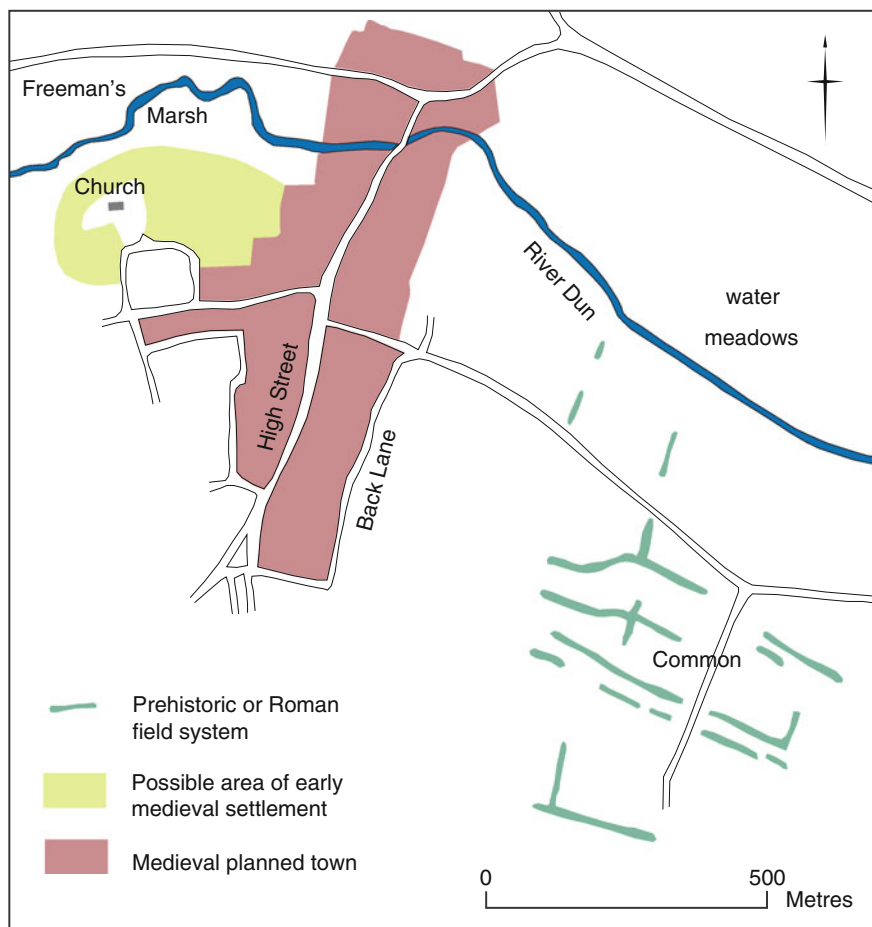 Freeman's
Marsh
Church
River Dun
water
meadows
High Street
Back Lane
Common
Prehistoric or Roman
field system
Possible area of early
medieval settlement
Medieval planned town
0 500
Metres